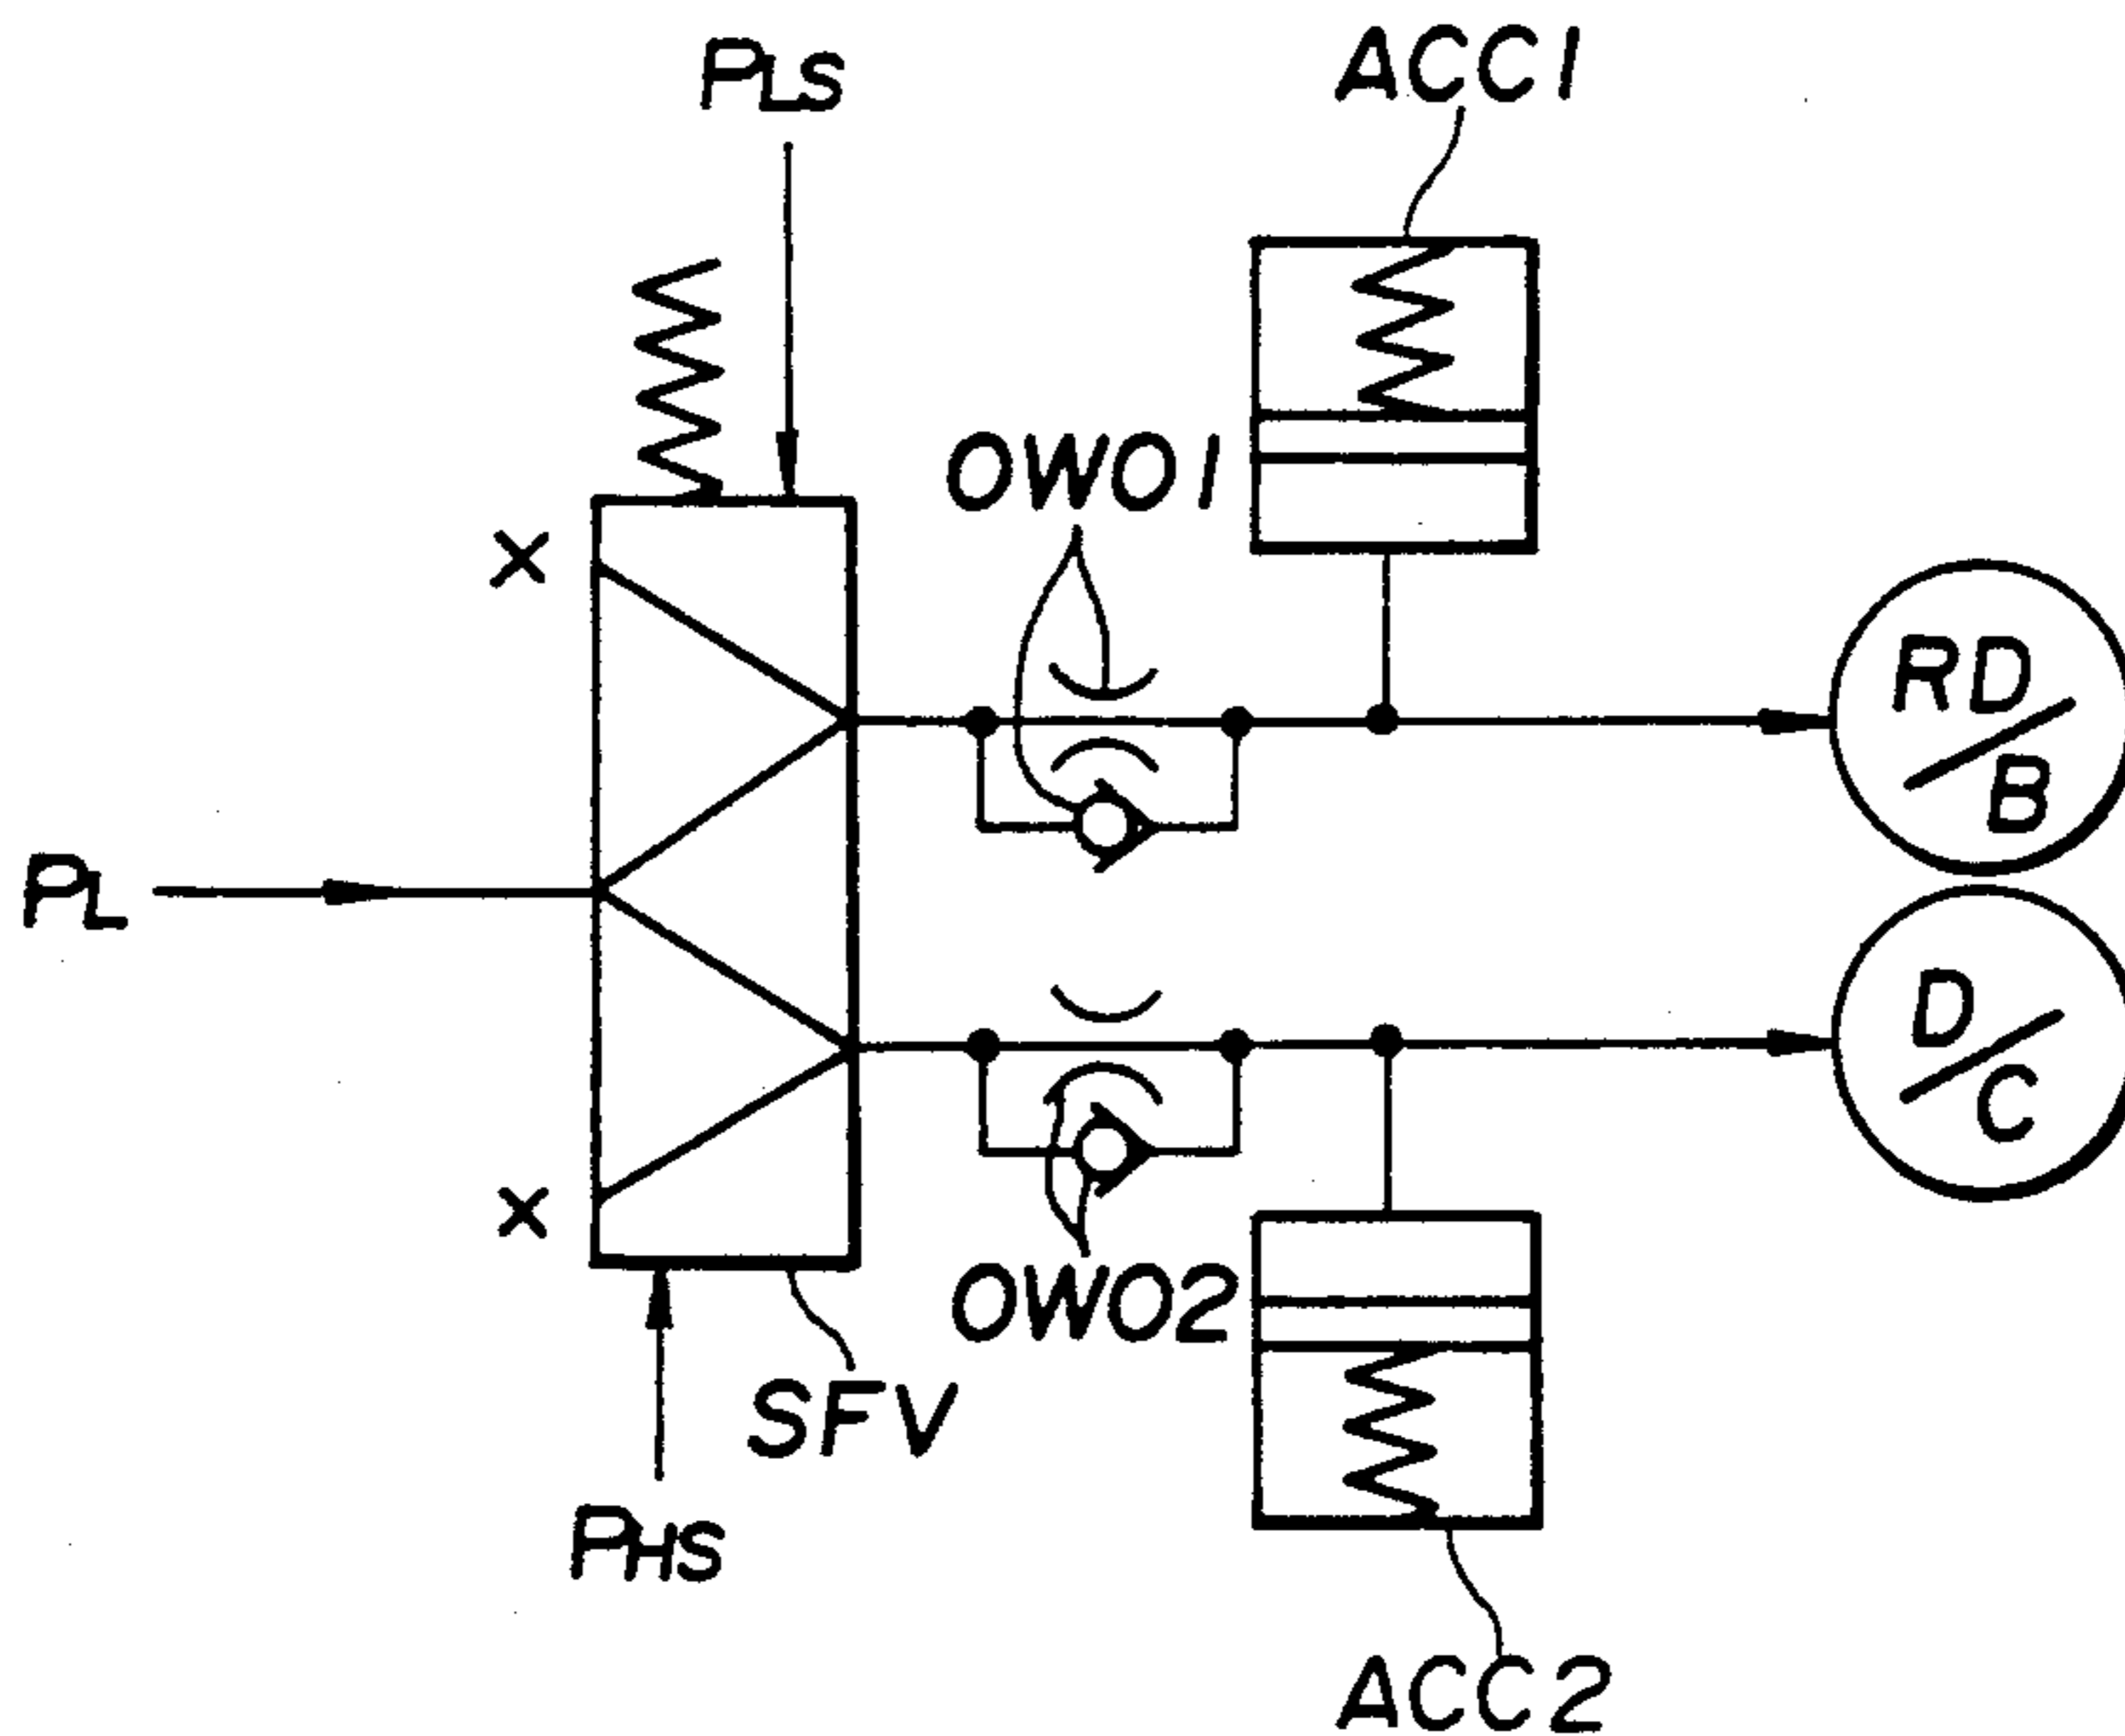 PLS
ACC1
OWO1
×
RD/B
PL
D/C
×
OWO2
SFV
PHS
ACC2